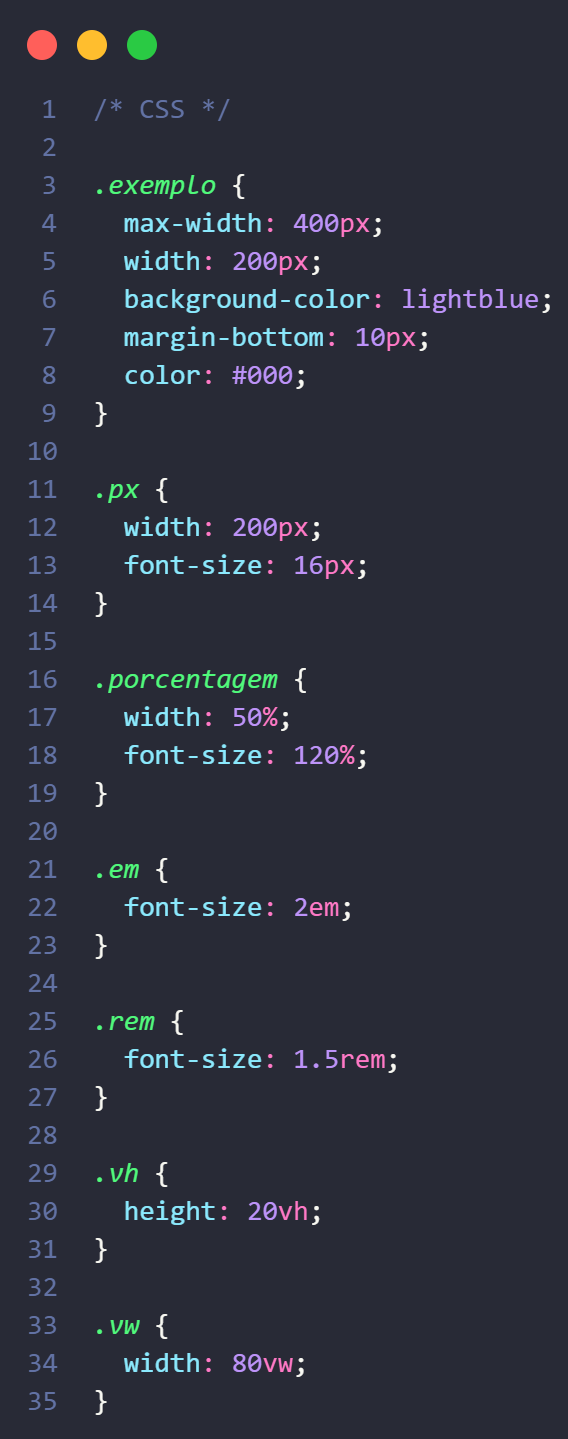 1 /* CSS */
2
3 .exemplo {
4   max-width: 400px;
5   width: 200px;
6   background-color: lightblue;
7   margin-bottom: 10px;
8   color: #000;
9 }
10
11 .px {
12   width: 200px;
13   font-size: 16px;
14 }
15
16 .porcentagem {
17   width: 50%;
18   font-size: 120%;
19 }
20
21 .em {
22   font-size: 2em;
23 }
24
25 .rem {
26   font-size: 1.5rem;
27 }
28
29 .vh {
30   height: 20vh;
31 }
32
33 .vw {
34   width: 80vw;
35 }